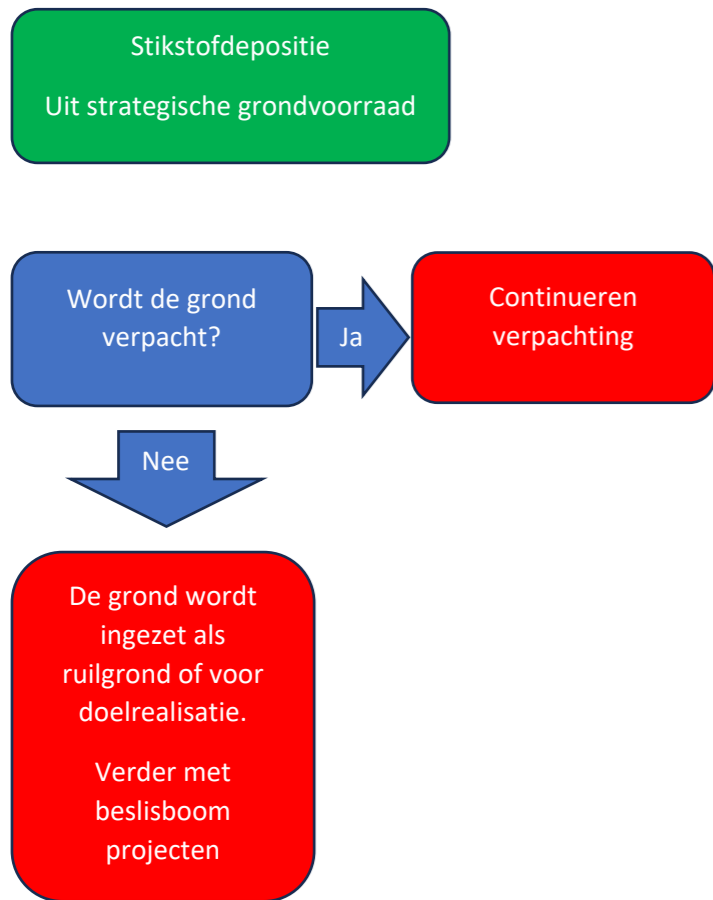 Stikstofdepositie
Uit strategische grondvoorraad
Wordt de grond
verpacht?
Ja
Continueren
verpachting
Nee
De grond wordt
ingezet als
ruilgrond of voor
doelrealisatie.
Verder met
beslisboom
projecten